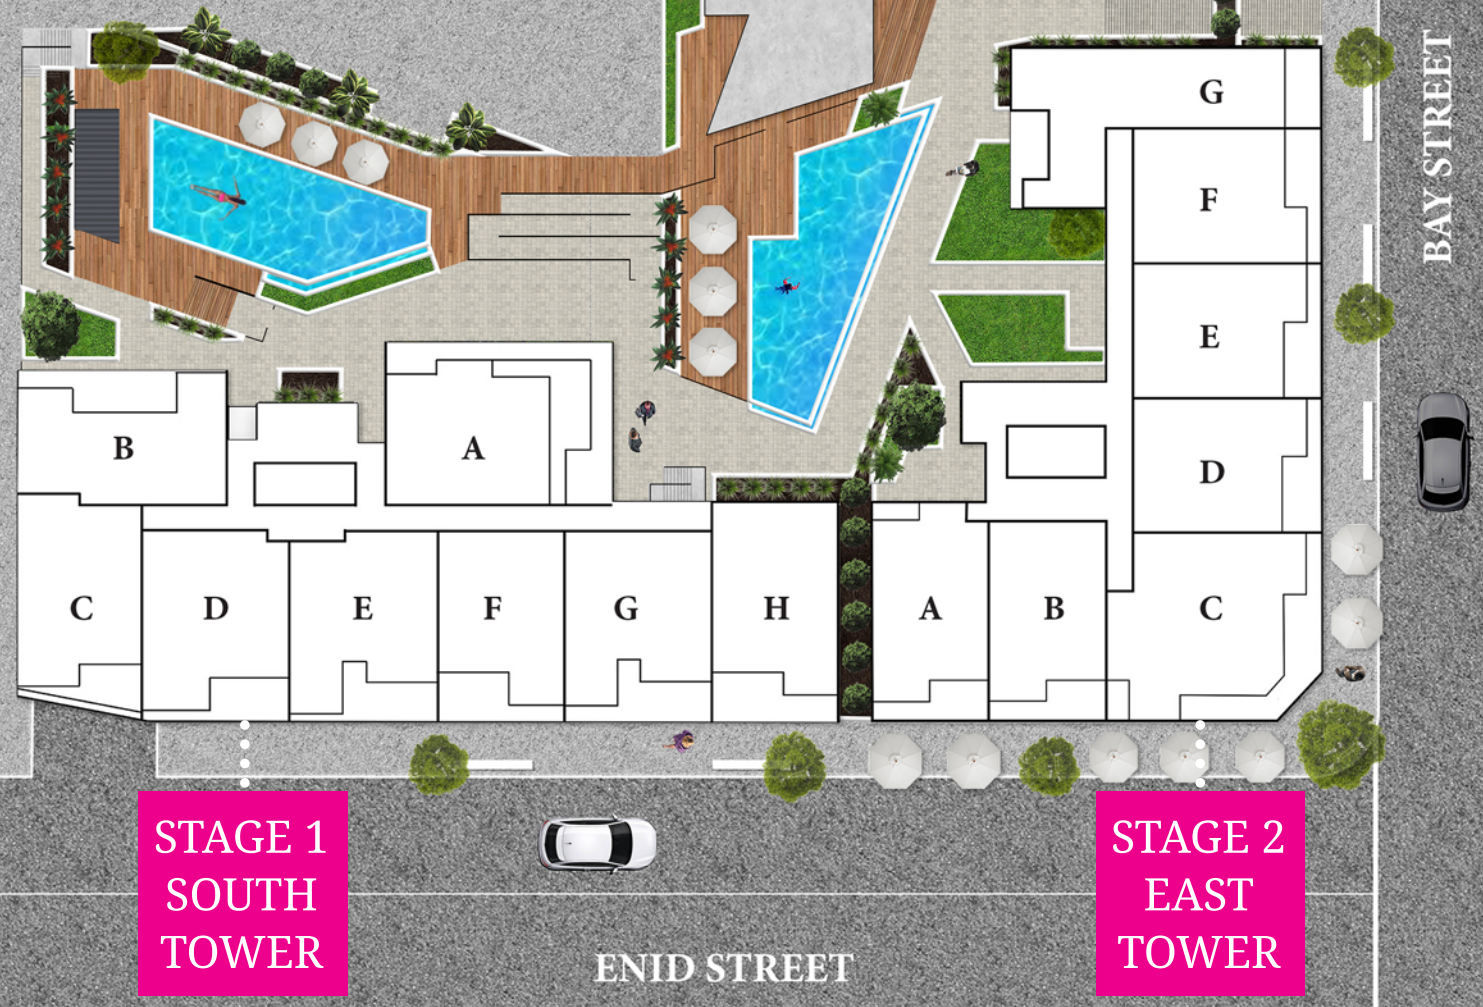 BAY STREET
G
F
E
D
B
A
C
D
E
F
G
H
A
B
C
STAGE 1
SOUTH
TOWER
STAGE 2
EAST
TOWER
ENID STREET